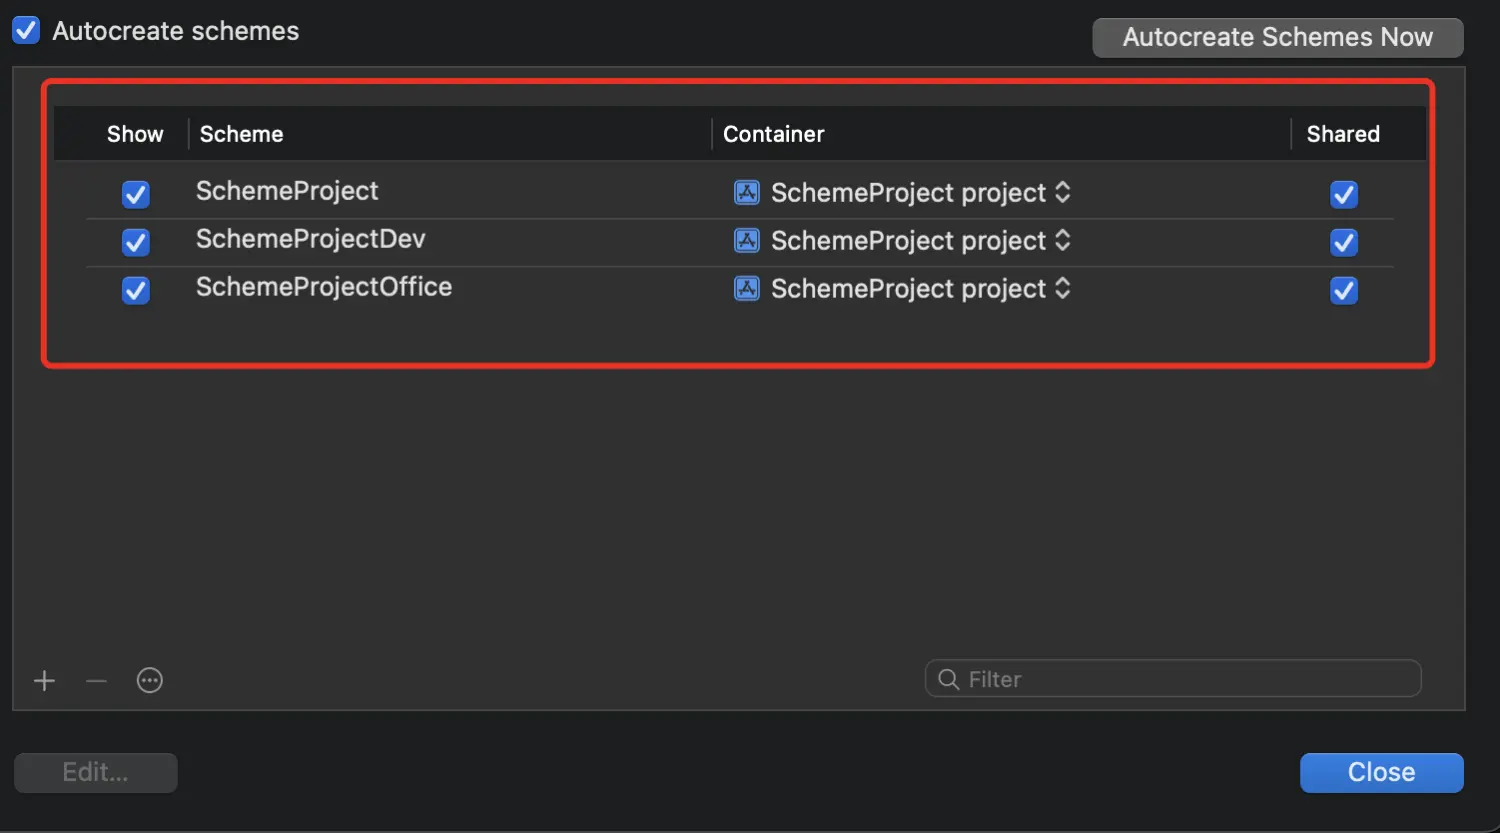 Autocreate schemes
Autocreate Schemes Now
Show Scheme Container Shared
SchemeProject SchemeProject project
SchemeProjectDev SchemeProject project
SchemeProjectOffice SchemeProject project
Filter
Edit...
Close